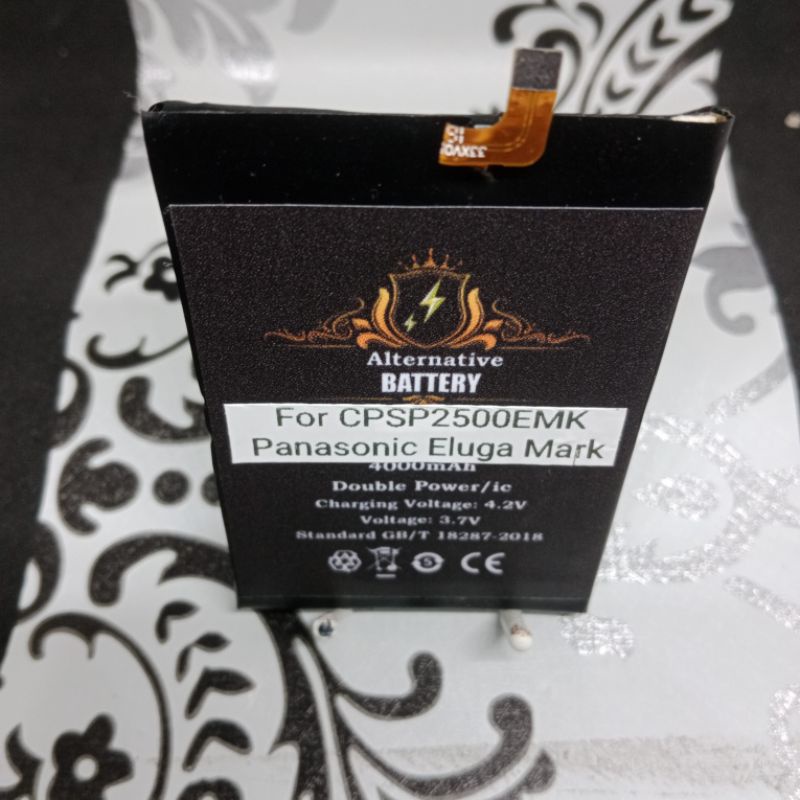 Alternative
BATTERY
For CPSP2500EMK
Panasonic Eluga Mark
4000mAh
Double Power/ic
Charging Voltage: 4.2V
Voltage: 3.7V
Standard GB/T 18287-2018
5
CE